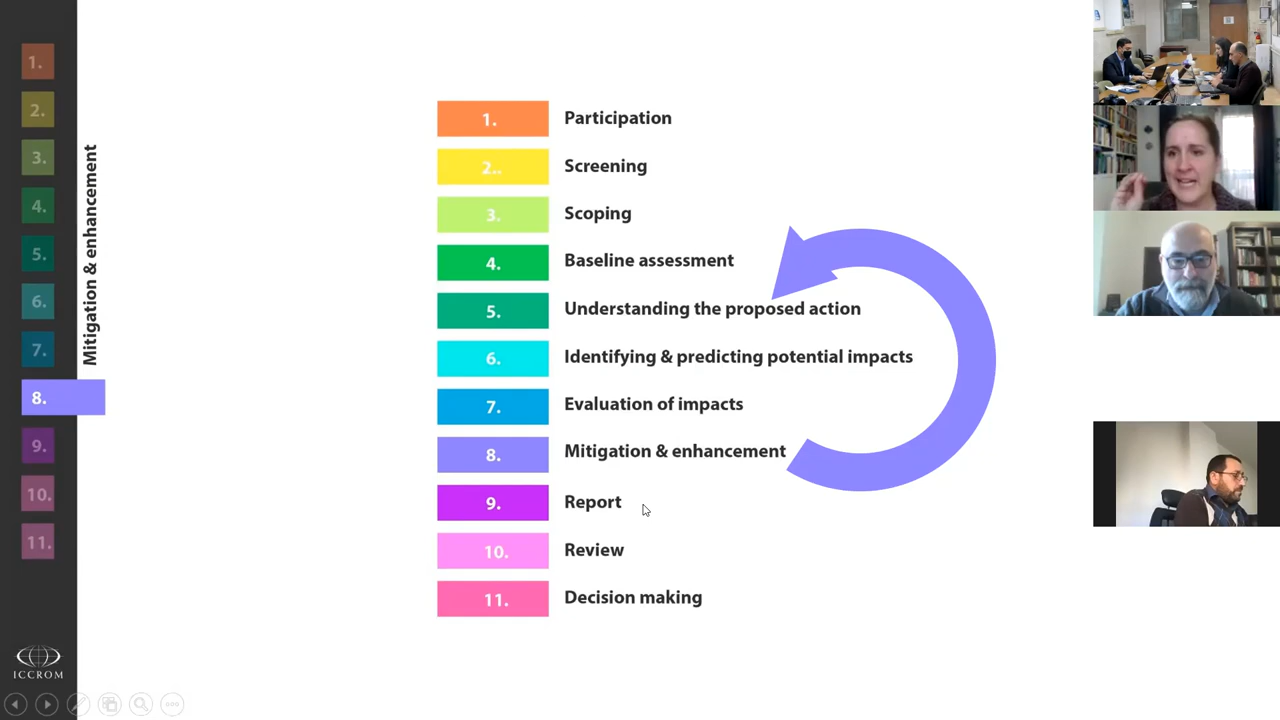 1.
2.
3.
4.
5.
6.
7.
8.
9.
10.
11.
Mitigation & enhancement
ICCROM
1. Participation
2.. Screening
3. Scoping
4. Baseline assessment
5. Understanding the proposed action
6. Identifying & predicting potential impacts
7. Evaluation of impacts
8. Mitigation & enhancement
9. Report
10. Review
11. Decision making